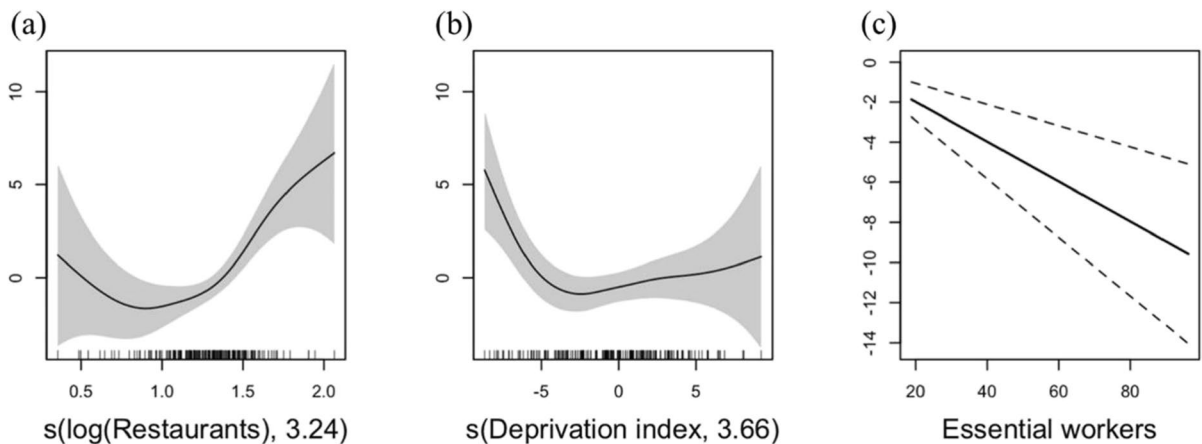 (a)
10
5
0
0.5 1.0 1.5 2.0
s(log(Restaurants), 3.24)
(b)
10
5
0
-5 0 5
s(Deprivation index, 3.66)
(c)
0
-2
-4
-6
-8
-10
-12
-14
20 40 60 80
Essential workers